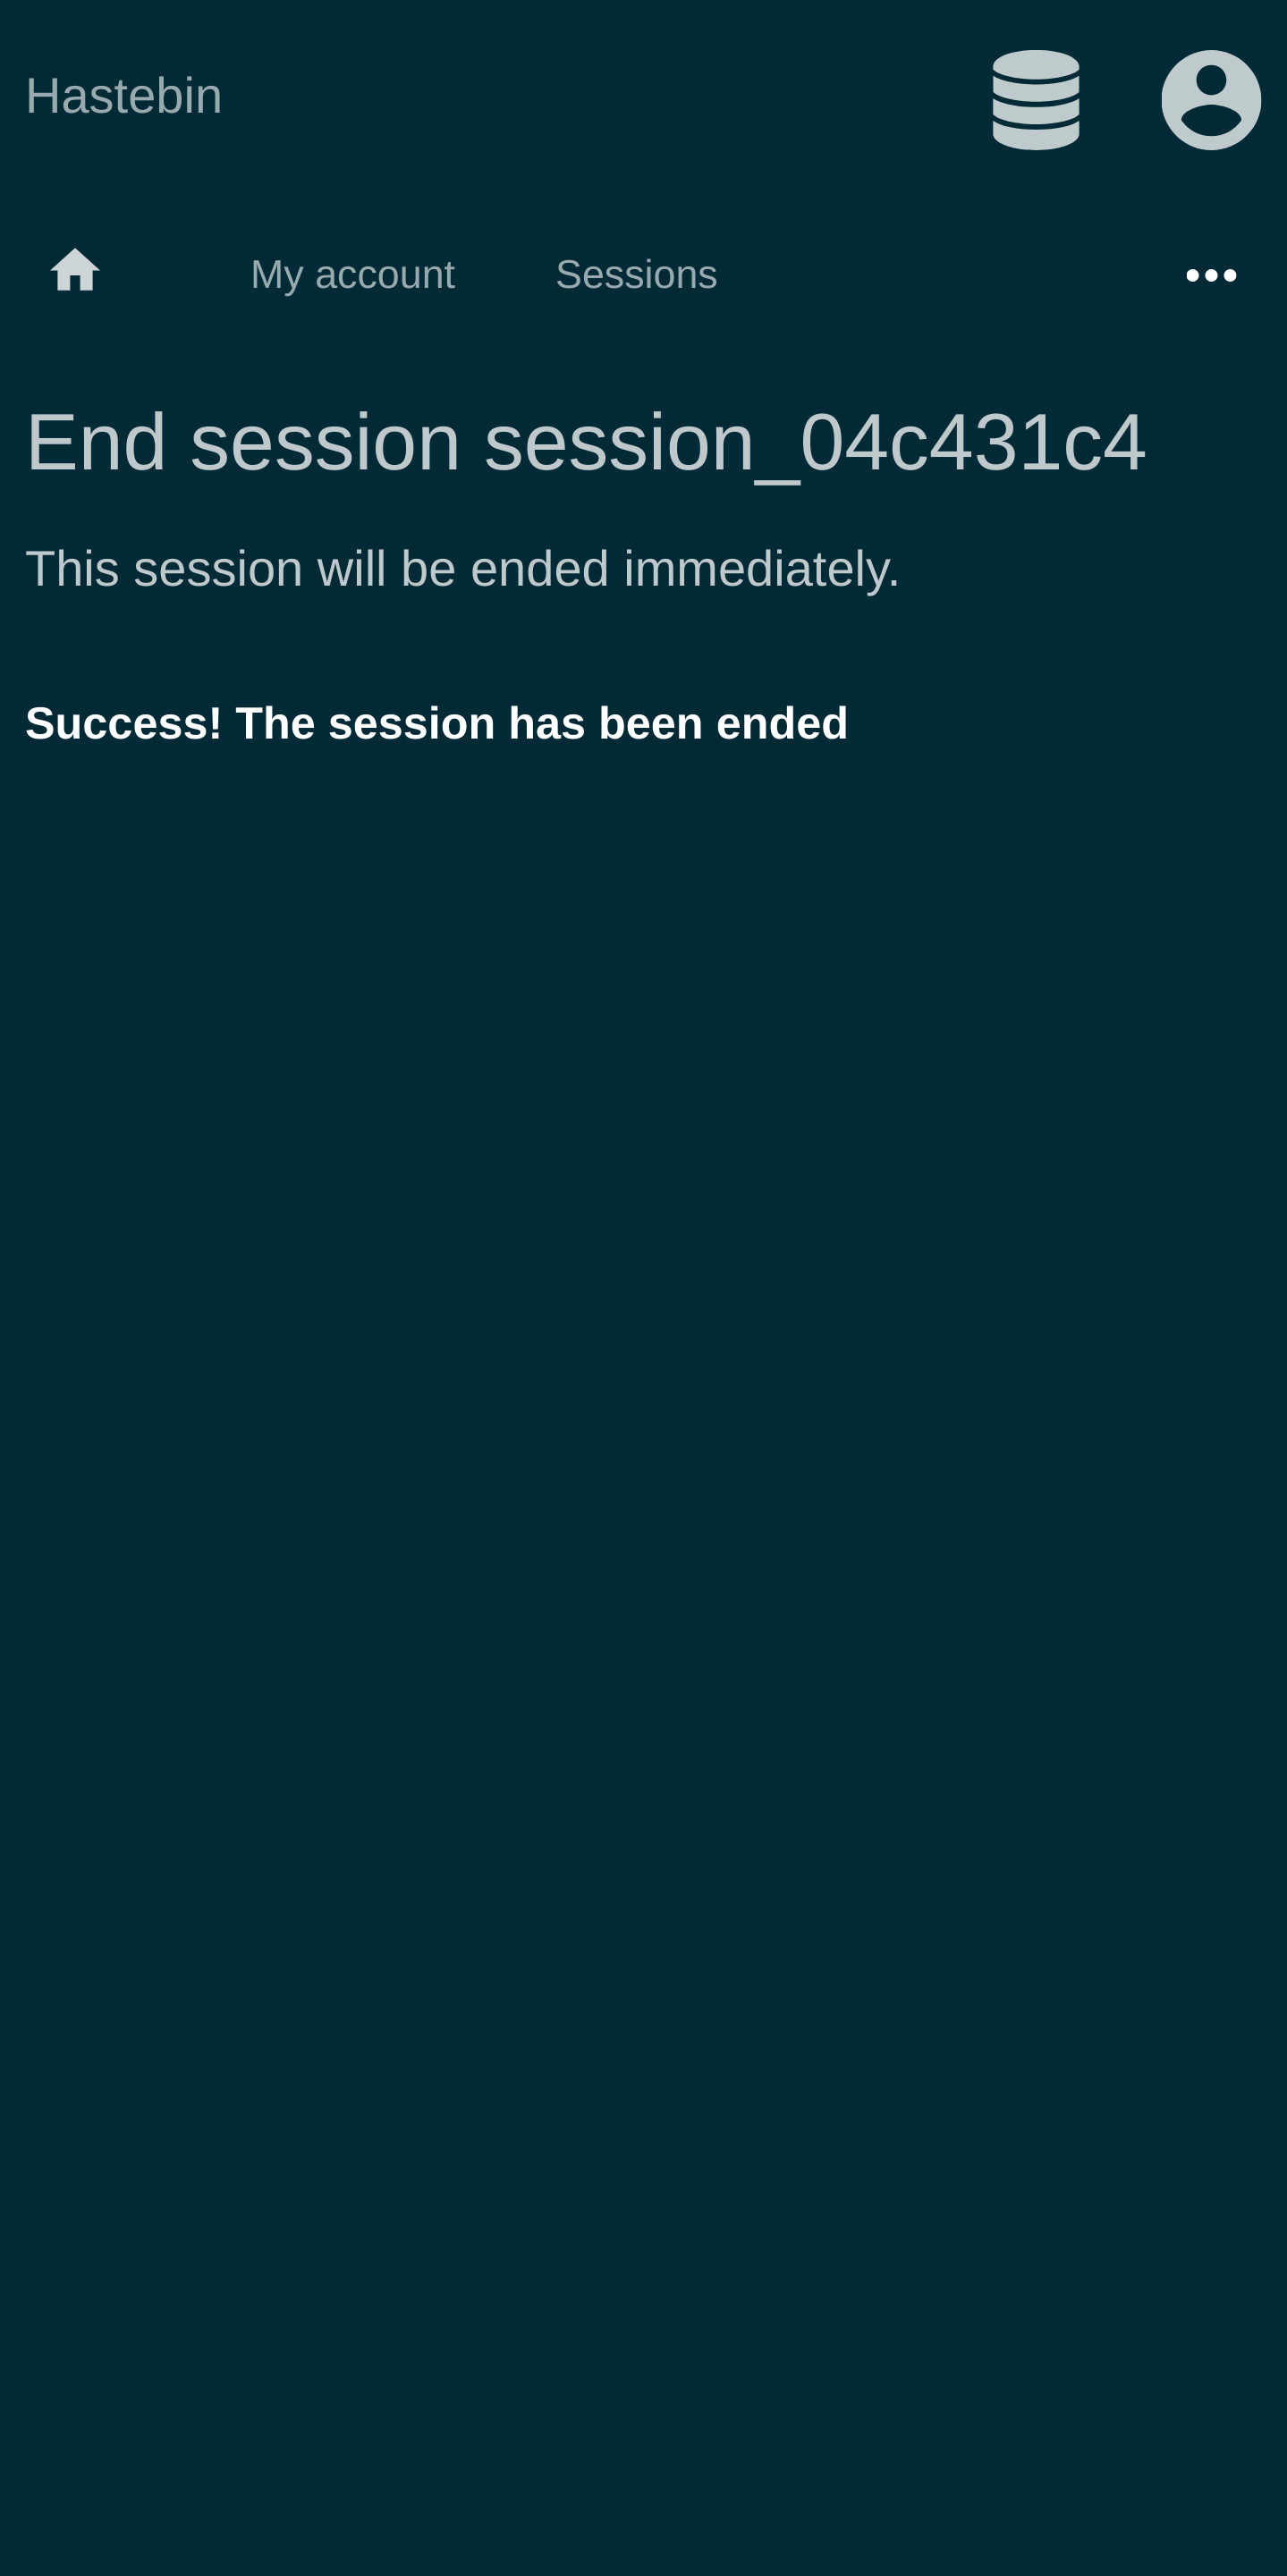 Hastebin
My account Sessions
End session session_04c431c4
This session will be ended immediately.
Success! The session has been ended